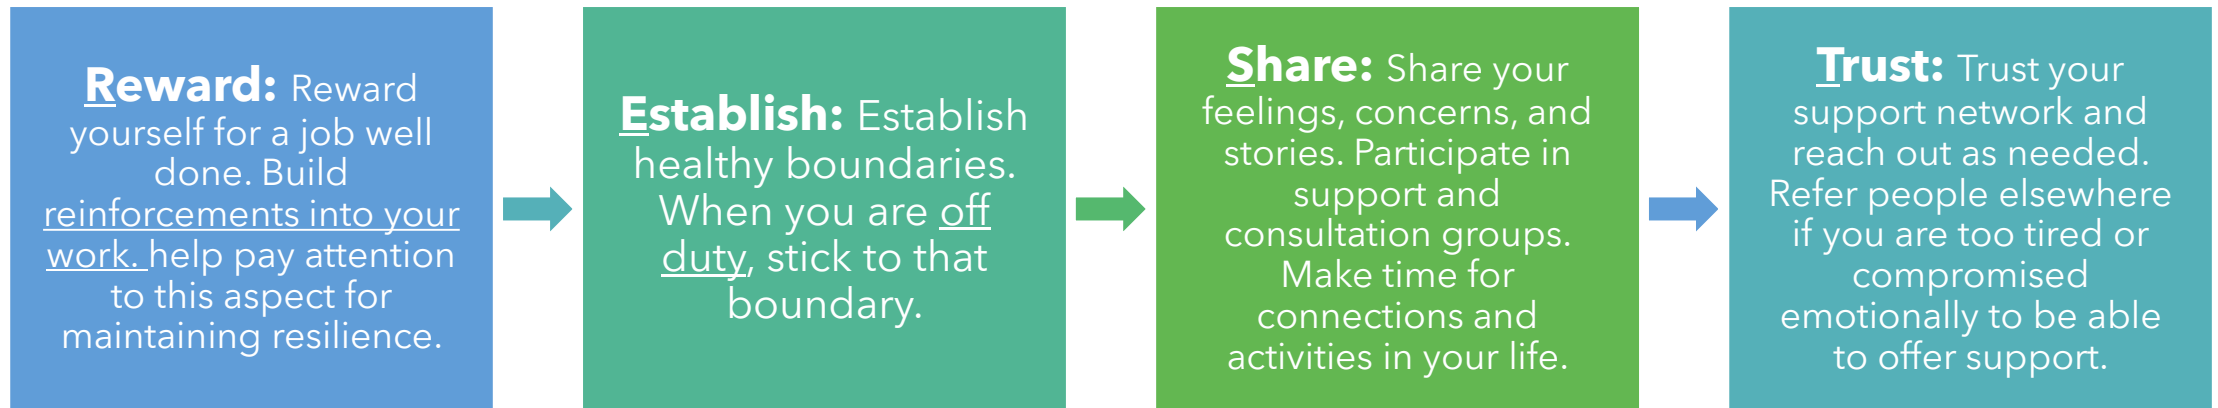 Reward: Reward
yourself for a job well
done. Build
reinforcements into your
work. help pay attention
to this aspect for
maintaining resilience.
Establish: Establish
healthy boundaries.
When you are off
duty, stick to that
boundary.
Share: Share your
feelings, concerns, and
stories. Participate in
support and
consultation groups.
Make time for
connections and
activities in your life.
Trust: Trust your
support network and
reach out as needed.
Refer people elsewhere
if you are too tired or
compromised
emotionally to be able
to offer support.